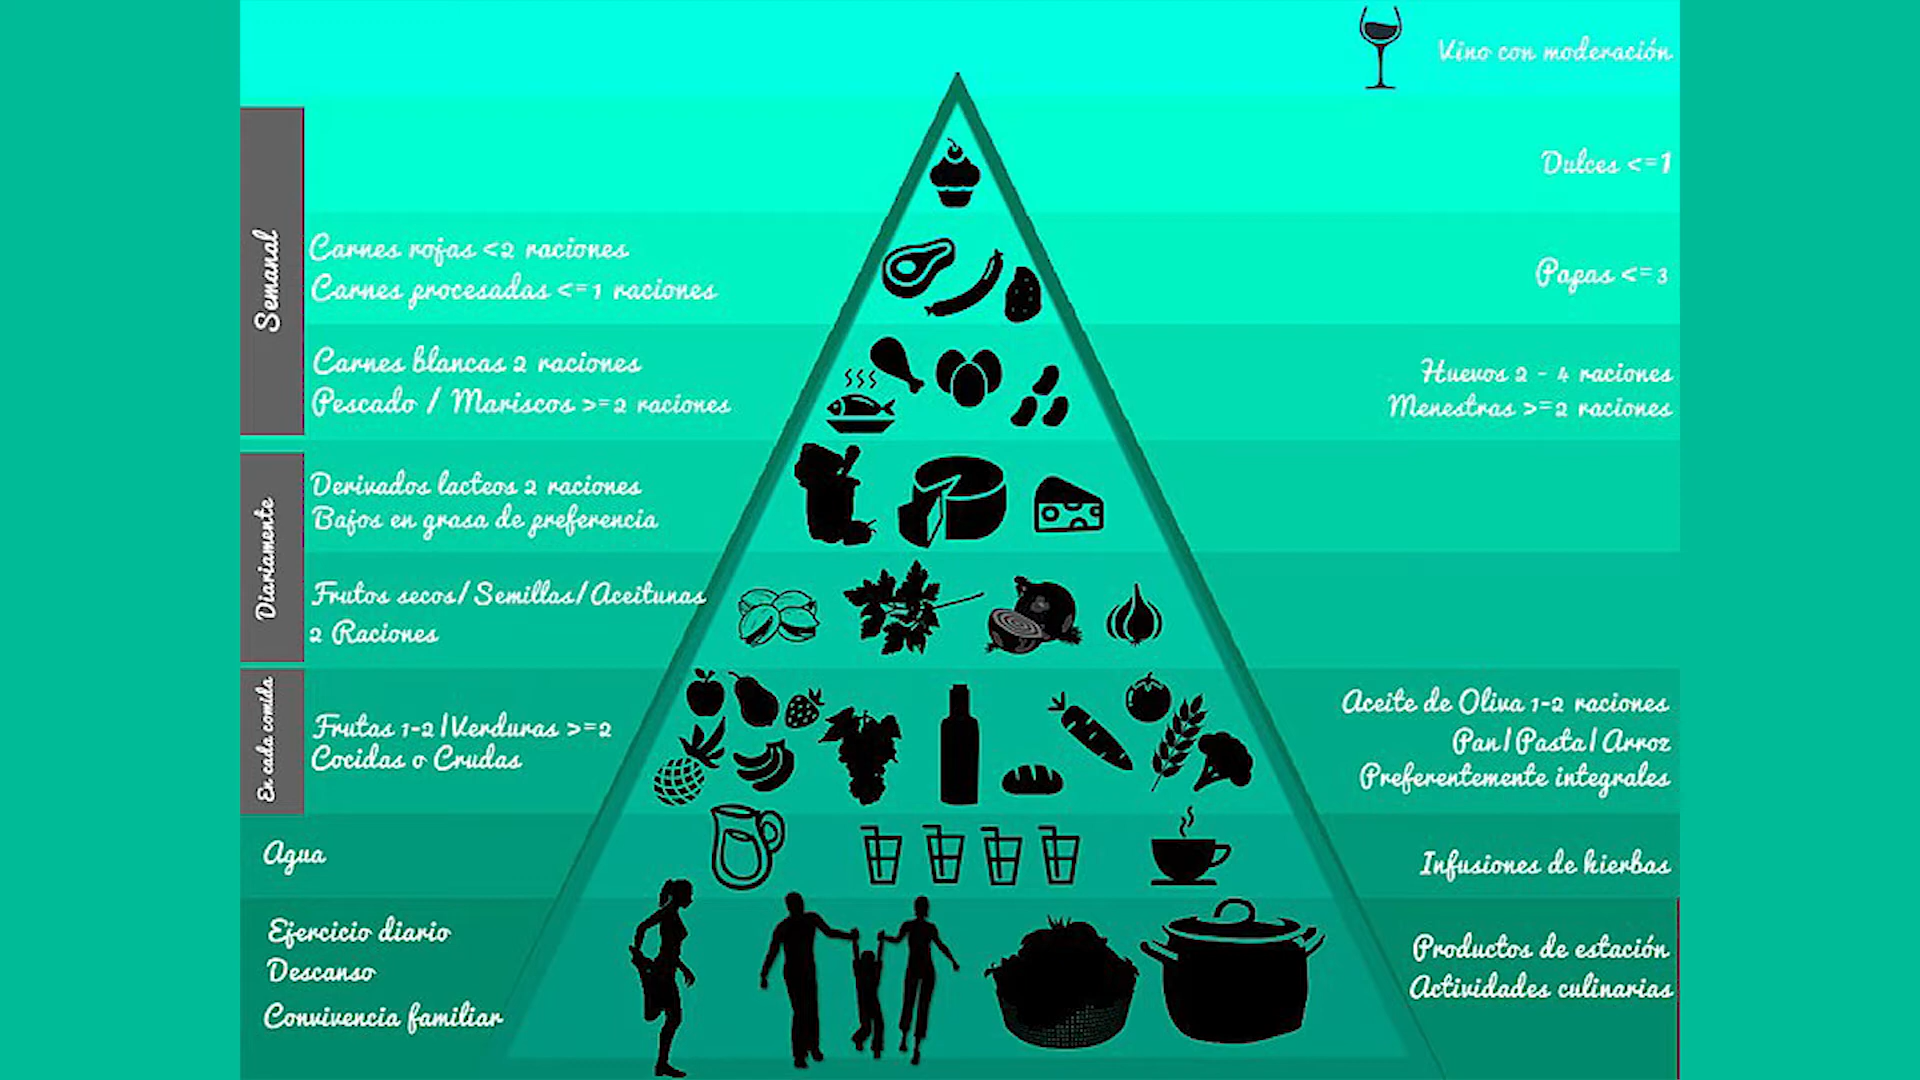 Vino con moderación
Dulces <=1
Semanal
Carnes rojas <2 raciones
Carnes procesadas <=1 raciones
Papas <=3
Carnes blancas 2 raciones
Pescado / Mariscos >=2 raciones
Huevos 2 - 4 raciones
Menestras >=2 raciones
Diariamente
Derivados lacteos 2 raciones
Bajos en grasa de preferencia
Frutos secos/Semillas/Aceitunas
2 Raciones
En cada comida
Frutas 1-2|Verduras >=2
Cocidas o Crudas
Aceite de Oliva 1-2 raciones
Pan|Pasta|Arroz
Preferentemente integrales
Agua
Infusiones de hierbas
Ejercicio diario
Descanso
Convivencia familiar
Productos de estación
Actividades culinarias